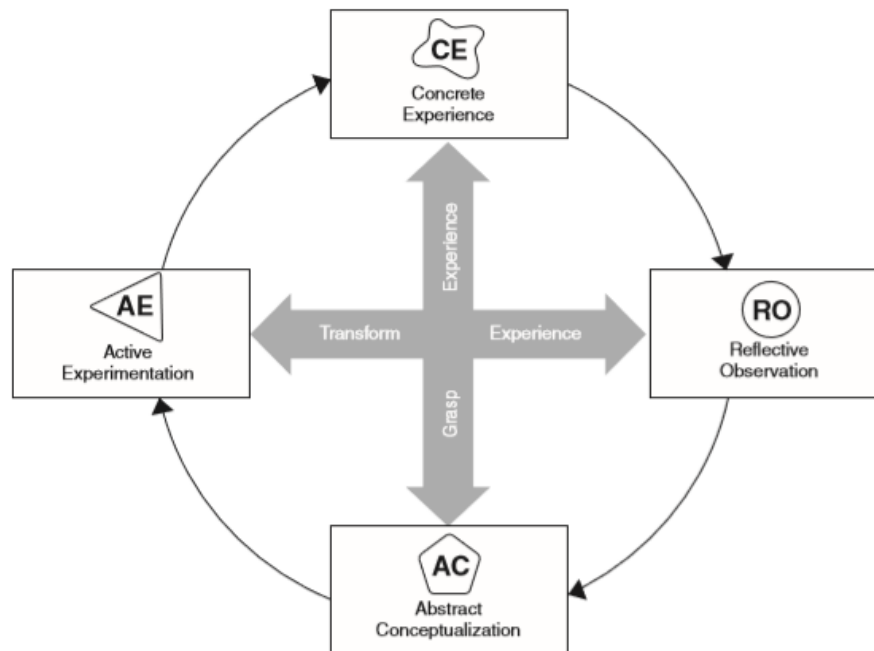 CE
Concrete
Experience
Experience
AE
Active
Experimentation
Transform
Experience
RO
Reflective
Observation
Grasp
AC
Abstract
Conceptualization